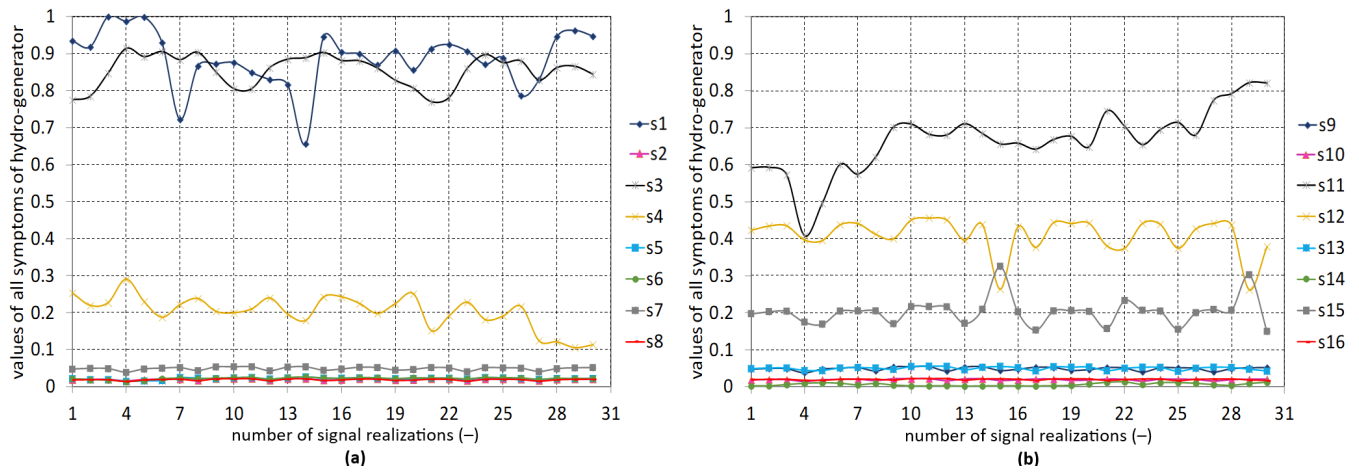 values of all symptoms of hydro-generator
1
0.9
0.8
0.7
0.6
0.5
0.4
0.3
0.2
0.1
0
1 4 7 10 13 16 19 22 25 28 31
number of signal realizations (–)
(a)
s1
s2
s3
s4
s5
s6
s7
s8
values of all symptoms of hydro-generator
1
0.9
0.8
0.7
0.6
0.5
0.4
0.3
0.2
0.1
0
1 4 7 10 13 16 19 22 25 28 31
number of signal realizations (–)
(b)
s9
s10
s11
s12
s13
s14
s15
s16